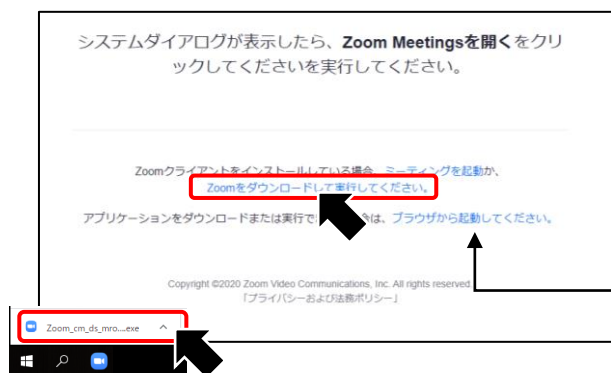 システムダイアログが表示したら、Zoom Meetingsを開くをクリ
ックしてくださいを実行してください。
Zoomクライアントをインストールしている場合、ミーティングを起動か、
Zoomをダウンロードして実行してください。
アプリケーションをダウンロードまたは実行で は、ブラウザから起動してください。
Copyright ©2020 Zoom Video Communications, Inc. All rights reserved.
「プライバシーおよび法務ポリシー」
Zoom_cm_ds_mro....exe